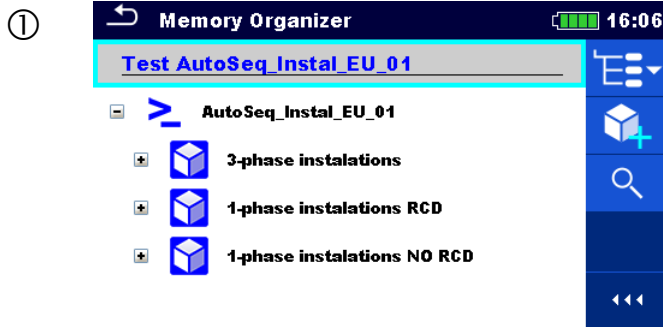 ①
Memory Organizer
16:06
Test AutoSeq_Instal_EU_01
AutoSeq_Instal_EU_01
3-phase instalations
1-phase instalations RCD
1-phase instalations NO RCD